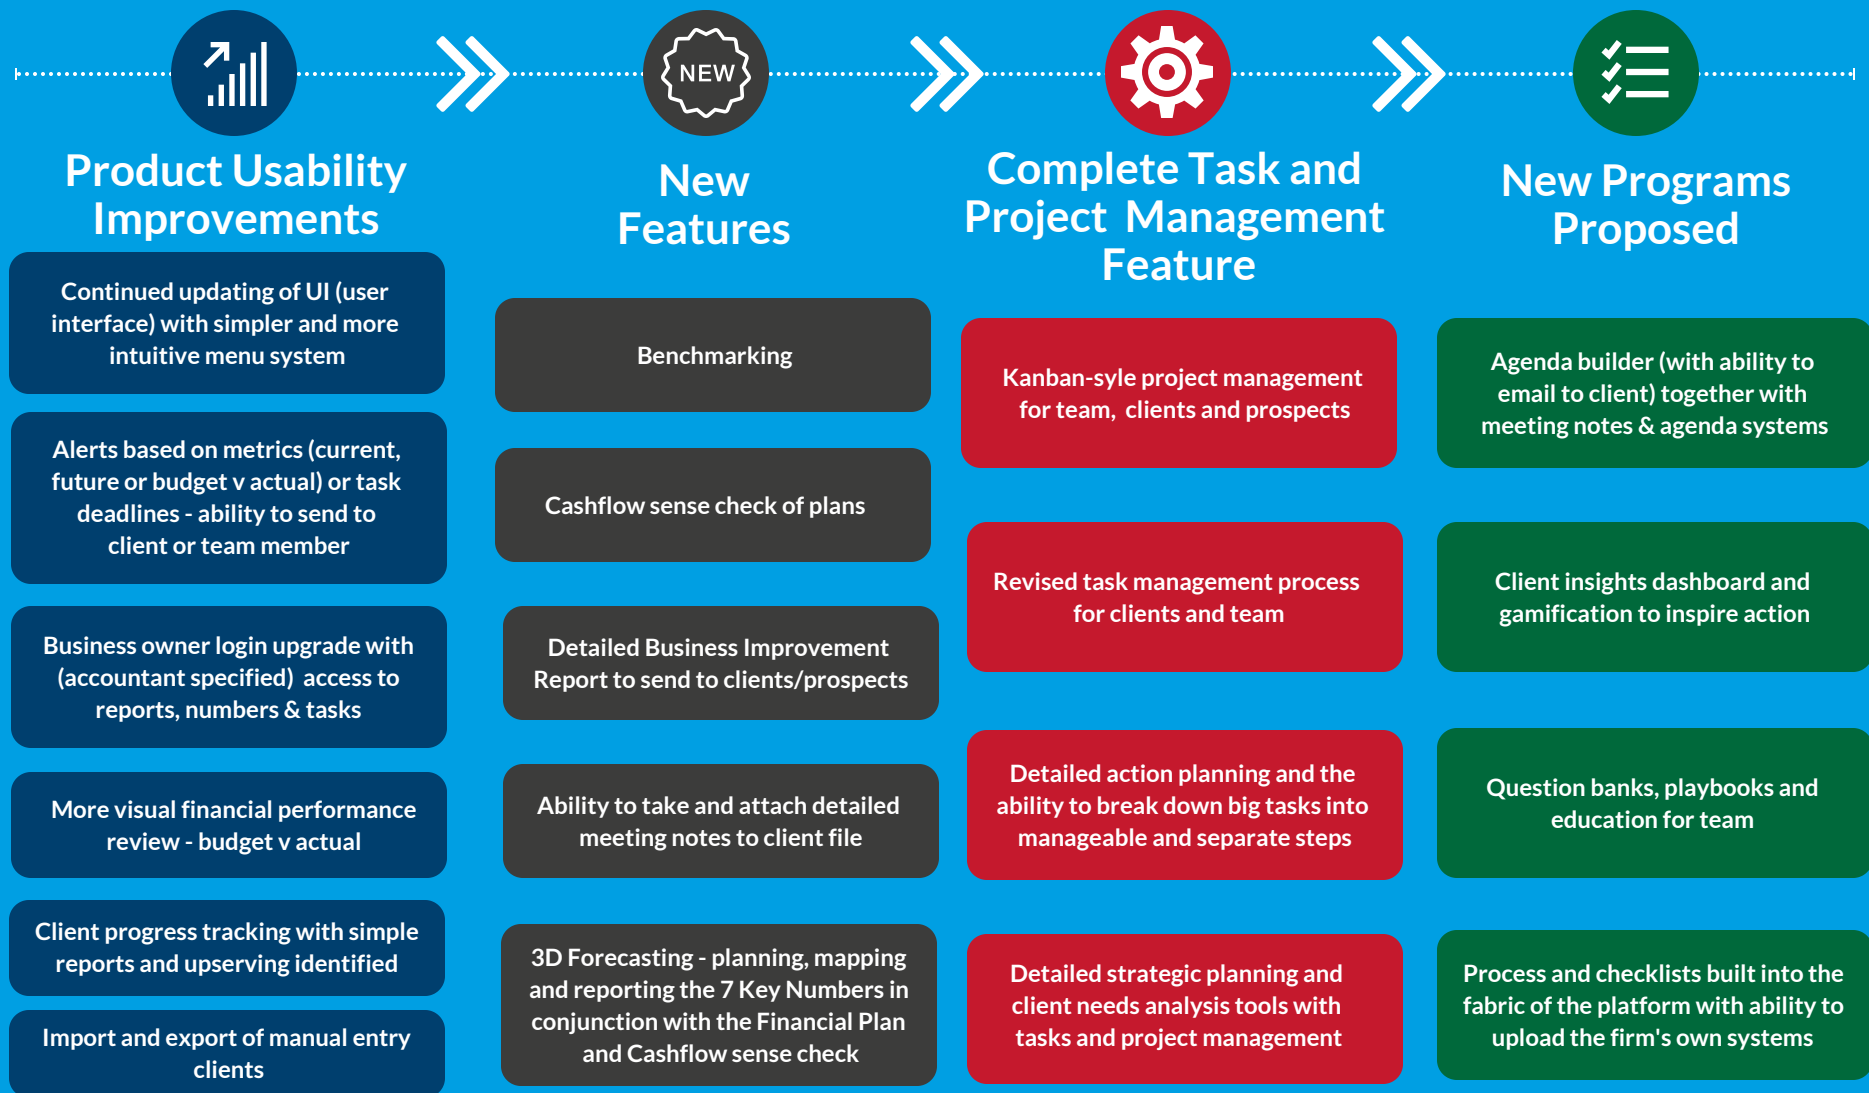 NEW
Product Usability
Improvements
Continued updating of UI (user
interface) with simpler and more
intuitive menu system
Alerts based on metrics (current,
future or budget v actual) or task
deadlines - ability to send to
client or team member
Business owner login upgrade with
(accountant specified) access to
reports, numbers & tasks
More visual financial performance
review - budget v actual
Client progress tracking with simple
reports and upserving identified
Import and export of manual entry
clients
New
Features
Benchmarking
Cashflow sense check of plans
Detailed Business Improvement
Report to send to clients/prospects
Ability to take and attach detailed
meeting notes to client file
3D Forecasting - planning, mapping
and reporting the 7 Key Numbers in
conjunction with the Financial Plan
and Cashflow sense check
Complete Task and
Project Management
Feature
Kanban-syle project management
for team, clients and prospects
Revised task management process
for clients and team
Detailed action planning and the
ability to break down big tasks into
manageable and separate steps
Detailed strategic planning and
client needs analysis tools with
tasks and project management
New Programs
Proposed
Agenda builder (with ability to
email to client) together with
meeting notes & agenda systems
Client insights dashboard and
gamification to inspire action
Question banks, playbooks and
education for team
Process and checklists built into the
fabric of the platform with ability to
upload the firm's own systems